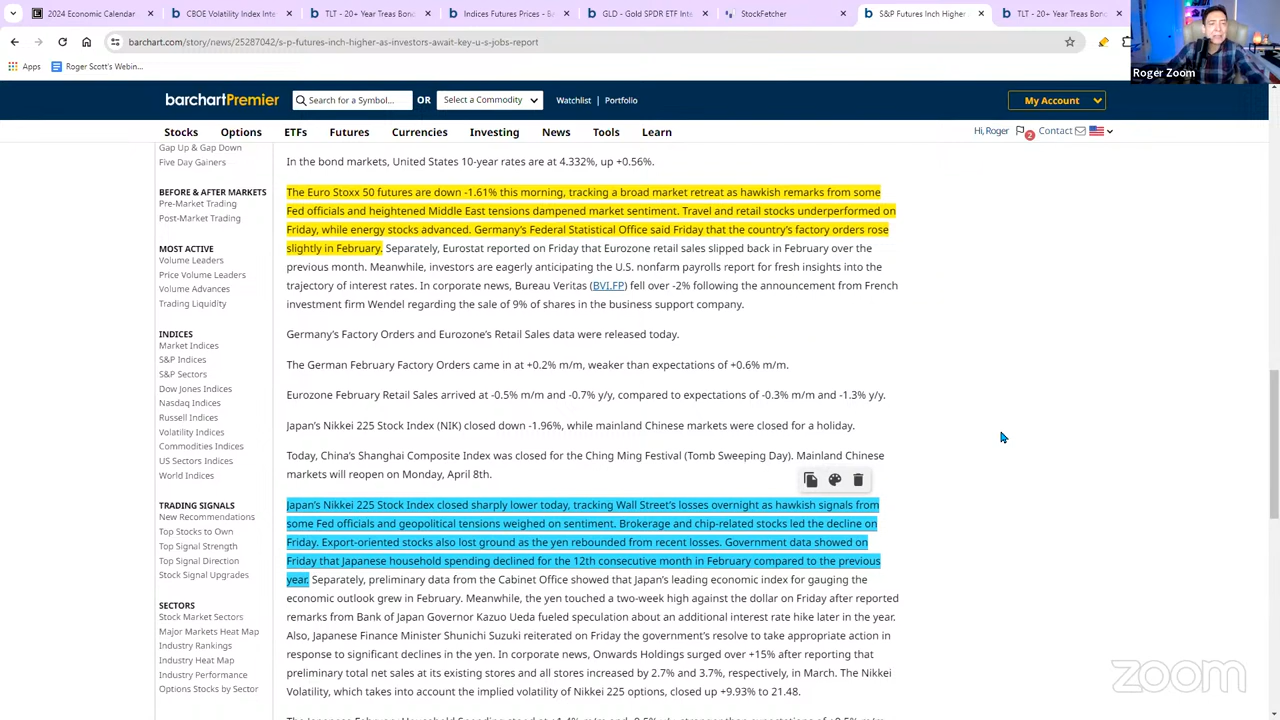 2024 Economic Calendar
CBOE Volatility Index Inte
TLT - 20+ Year Treas Bond
Indices Futures Prices - Ba
GLD - Gold SPDR ETF Inte
StockFetcher
S&P Futures Inch Higher
TLT - 20+ Year Treas Bond
barchart.com/story/news/25287042/s-p-futures-inch-higher-as-investors-await-key-u-s-jobs-report
Apps
Roger Scott's Webin...
Roger Zoom
barchartPremier
Search for a Symbol...
OR
Select a Commodity
Watchlist | Portfolio
My Account
Stocks Options ETFs Futures Currencies Investing News Tools Learn
Hi, Roger
2
Contact
Gap Up & Gap Down
Five Day Gainers
BEFORE & AFTER MARKETS
Pre-Market Trading
Post-Market Trading
MOST ACTIVE
Volume Leaders
Price Volume Leaders
Volume Advances
Trading Liquidity
INDICES
Market Indices
S&P Indices
S&P Sectors
Dow Jones Indices
Nasdaq Indices
Russell Indices
Volatility Indices
Commodities Indices
US Sectors Indices
World Indices
TRADING SIGNALS
New Recommendations
Top Stocks to Own
Top Signal Strength
Top Signal Direction
Stock Signal Upgrades
SECTORS
Stock Market Sectors
Major Markets Heat Map
Industry Rankings
Industry Heat Map
Industry Performance
Options Stocks by Sector
In the bond markets, United States 10-year rates are at 4.332%, up +0.56%.
The Euro Stoxx 50 futures are down -1.61% this morning, tracking a broad market retreat as hawkish remarks from some
Fed officials and heightened Middle East tensions dampened market sentiment. Travel and retail stocks underperformed on
Friday, while energy stocks advanced. Germany's Federal Statistical Office said Friday that the country's factory orders rose
slightly in February. Separately, Eurostat reported on Friday that Eurozone retail sales slipped back in February over the
previous month. Meanwhile, investors are eagerly anticipating the U.S. nonfarm payrolls report for fresh insights into the
trajectory of interest rates. In corporate news, Bureau Veritas (BVI.FP) fell over -2% following the announcement from French
investment firm Wendel regarding the sale of 9% of shares in the business support company.
Germany's Factory Orders and Eurozone's Retail Sales data were released today.
The German February Factory Orders came in at +0.2% m/m, weaker than expectations of +0.6% m/m.
Eurozone February Retail Sales arrived at -0.5% m/m and -0.7% y/y, compared to expectations of -0.3% m/m and -1.3% y/y.
Japan's Nikkei 225 Stock Index (NIK) closed down -1.96%, while mainland Chinese markets were closed for a holiday.
Today, China's Shanghai Composite Index was closed for the Ching Ming Festival (Tomb Sweeping Day). Mainland Chinese
markets will reopen on Monday, April 8th.
Japan's Nikkei 225 Stock Index closed sharply lower today, tracking Wall Street's losses overnight as hawkish signals from
some Fed officials and geopolitical tensions weighed on sentiment. Brokerage and chip-related stocks led the decline on
Friday. Export-oriented stocks also lost ground as the yen rebounded from recent losses. Government data showed on
Friday that Japanese household spending declined for the 12th consecutive month in February compared to the previous
year. Separately, preliminary data from the Cabinet Office showed that Japan's leading economic index for gauging the
economic outlook grew in February. Meanwhile, the yen touched a two-week high against the dollar on Friday after reported
remarks from Bank of Japan Governor Kazuo Ueda fueled speculation about an additional interest rate hike later in the year.
Also, Japanese Finance Minister Shunichi Suzuki reiterated on Friday the government's resolve to take appropriate action in
response to significant declines in the yen. In corporate news, Onwards Holdings surged over +15% after reporting that
preliminary total net sales at its existing stores and all stores increased by 2.7% and 3.7%, respectively, in March. The Nikkei
Volatility, which takes into account the implied volatility of Nikkei 225 options, closed up +9.93% to 21.48.
zoom